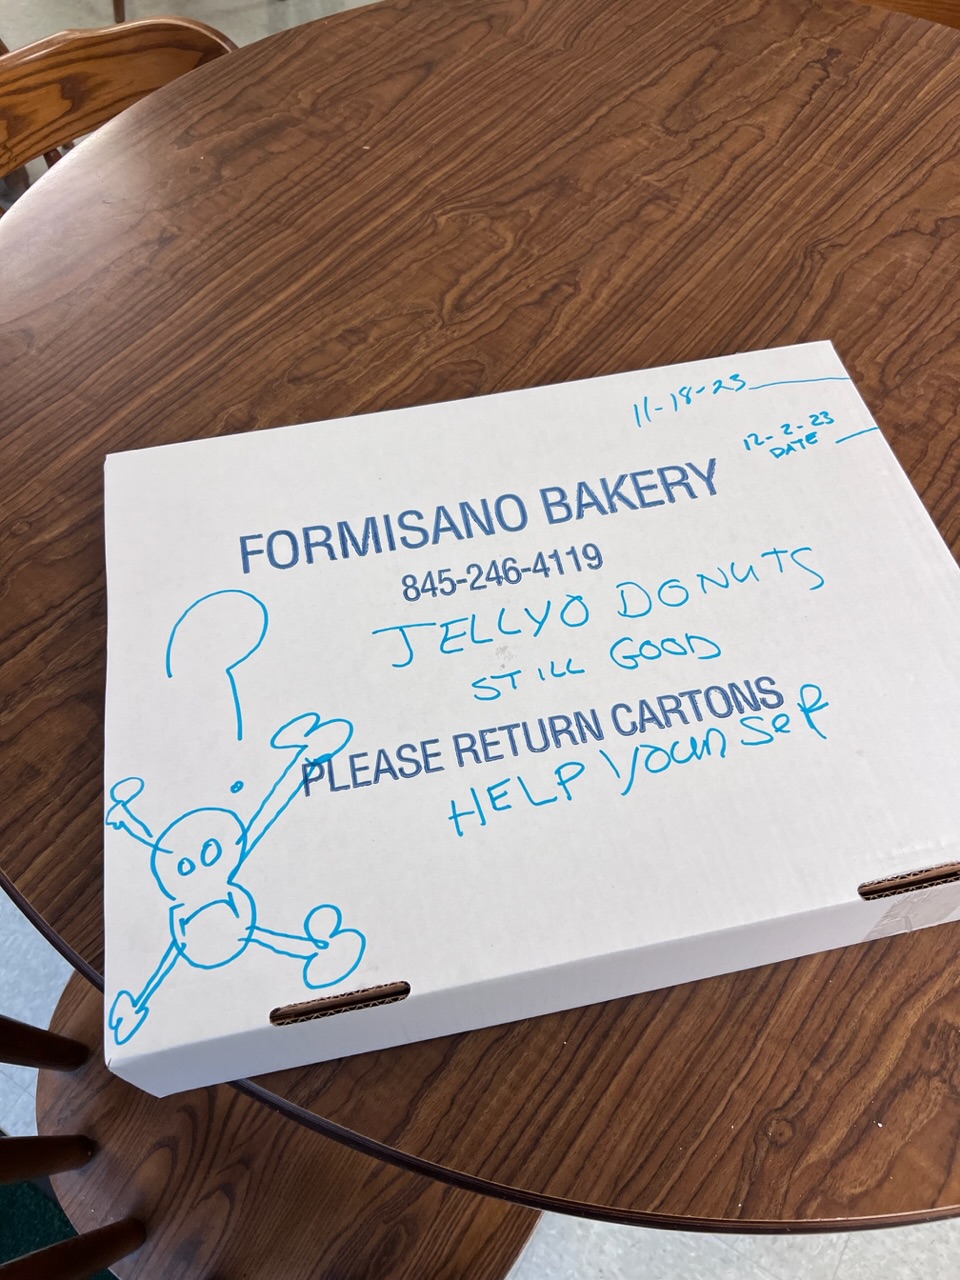 11-18-23
12-2-23
DATE
FORMISANO BAKERY
845-246-4119
JELLYO DONUTS
STILL GOOD
PLEASE RETURN CARTONS
HELP YOURSELF
?